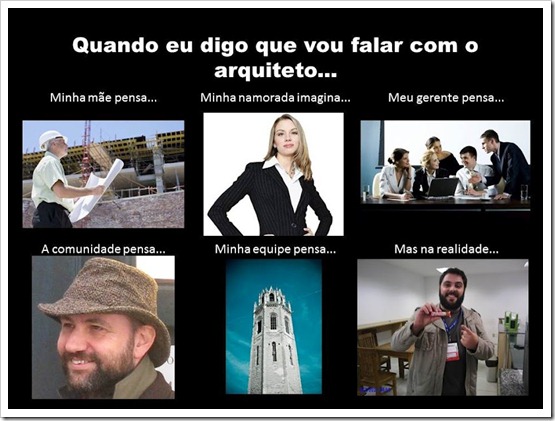 Quando eu digo que vou falar com o
arquiteto...
Minha mãe pensa...
Minha namorada imagina...
Meu gerente pensa...
A comunidade pensa...
Minha equipe pensa...
Mas na realidade...